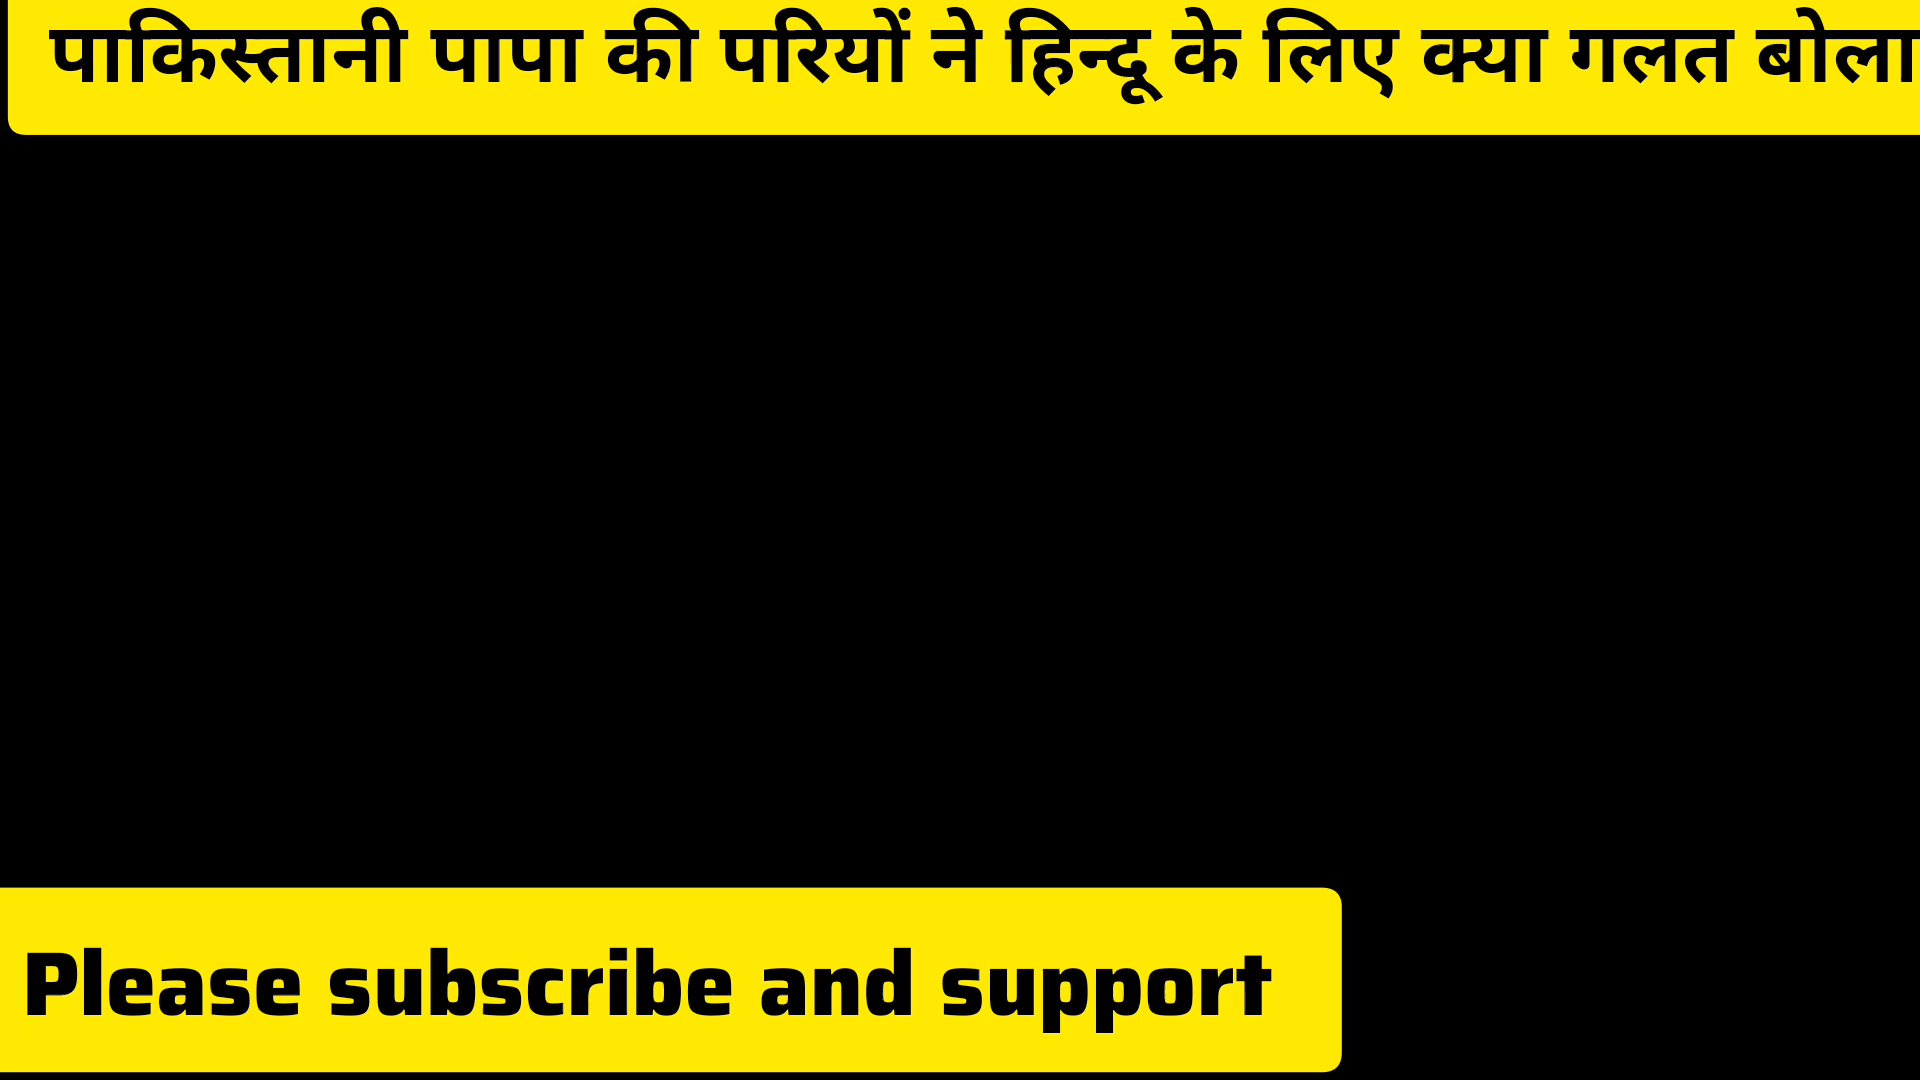 पाकिस्तानी पापा की परियों ने हिन्दू के लिए क्या गलत बोला
Please subscribe and support